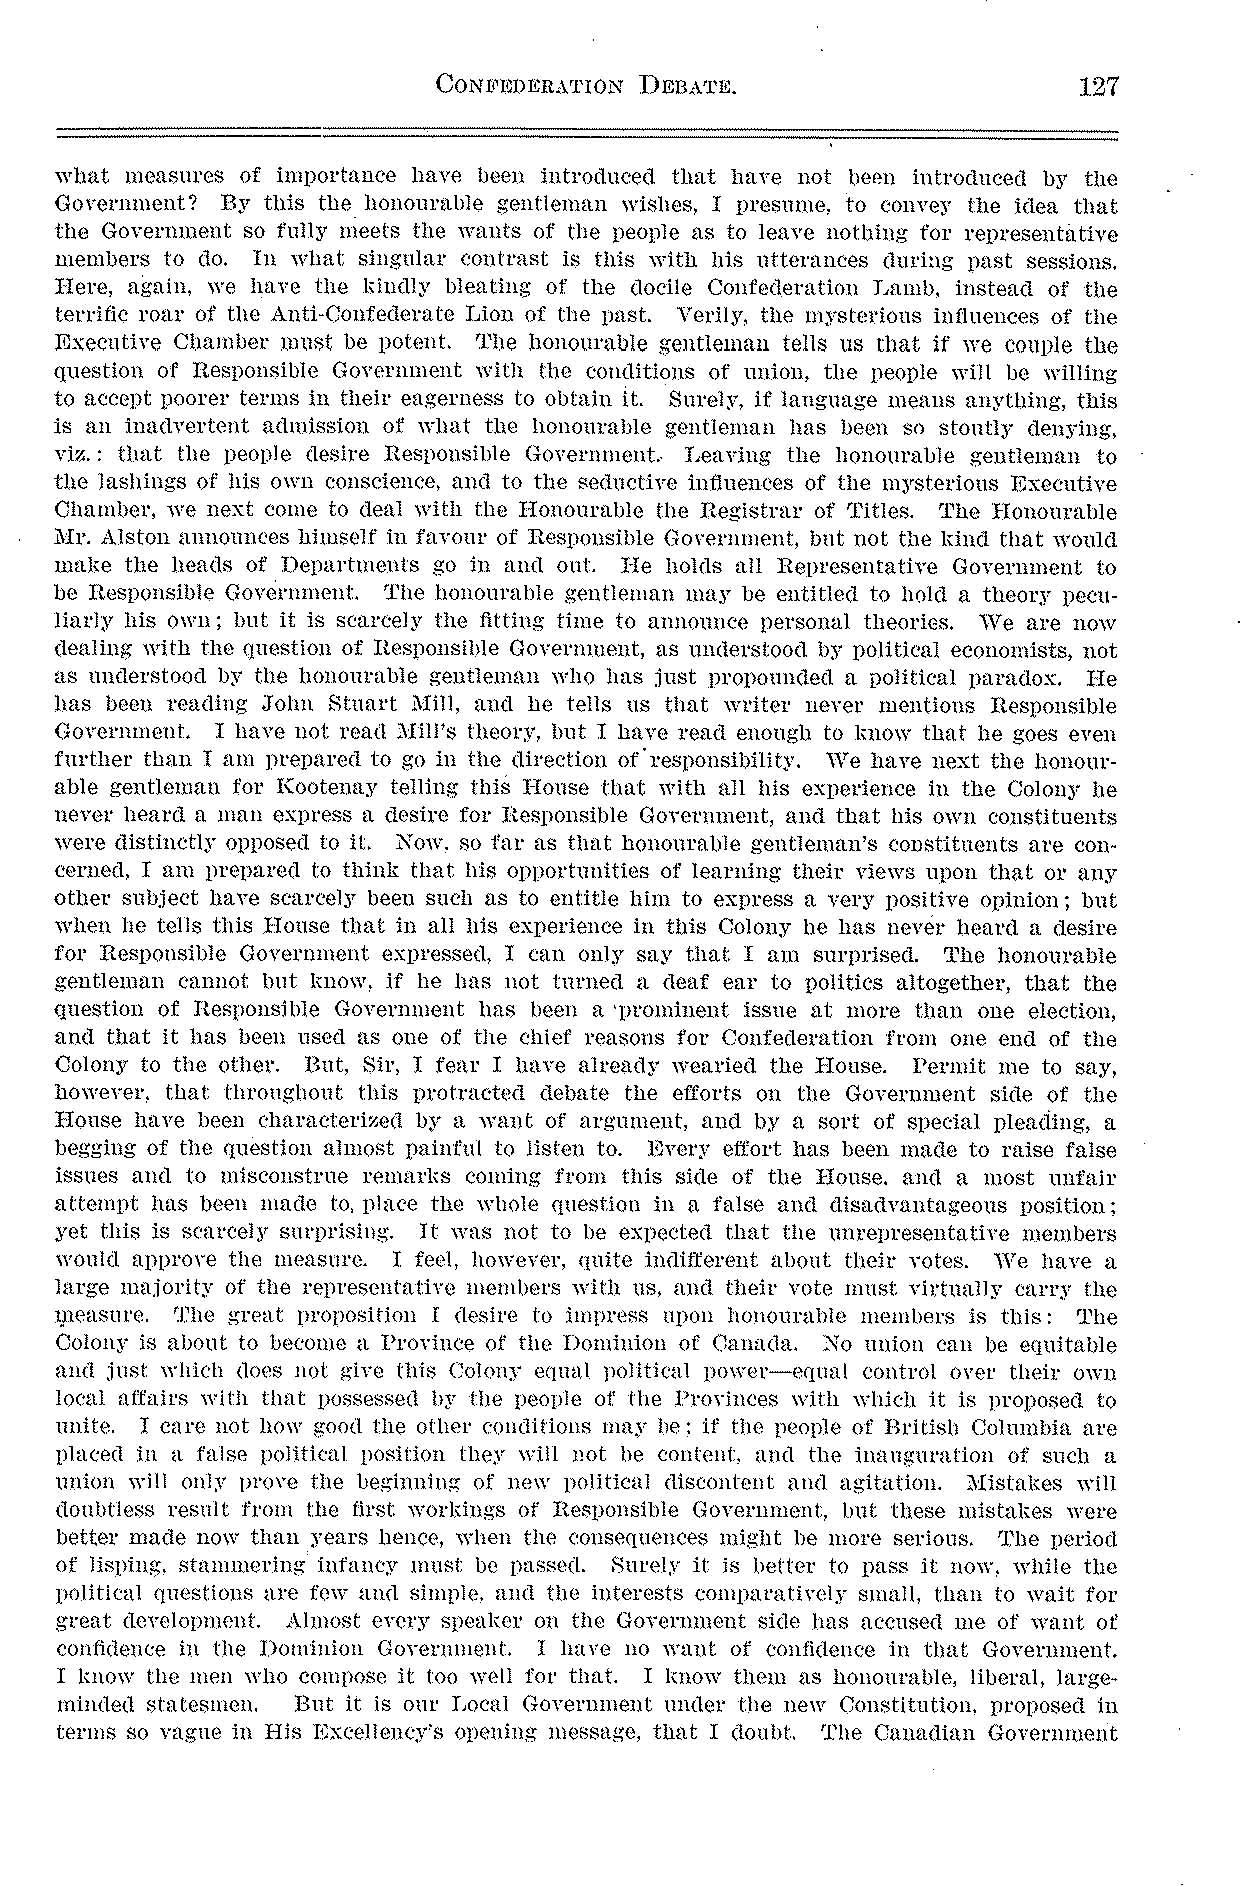 CONFEDERATION DEBATE. 127
what measures of importance have been introduced that have not been introduced by the
Government? By this the honourable gentleman wishes, I presume, to convey the idea that
the Government so fully meets the wants of the people as to leave nothing for representative
members to do. In what singular contrast is this with his utterances during past sessions.
Here, again, we have the kindly bleating of the docile Confederation Lamb, instead of the
terrific roar of the Anti-Confederate Lion of the past. Verily, the mysterious influences of the
Executive Chamber must be potent. The honourable gentleman tells us that if we couple the
question of Responsible Government with the conditions of union, the people will be willing
to accept poorer terms in their eagerness to obtain it. Surely, if language means anything, this
is an inadvertent admission of what the honourable gentleman has been so stoutly denying,
viz.: that the people desire Responsible Government. Leaving the honourable gentleman to
the lashings of his own conscience, and to the seductive influences of the mysterious Executive
Chamber, we next come to deal with the Honourable the Registrar of Titles. The Honourable
Mr. Alston announces himself in favour of Responsible Government, but not the kind that would
make the heads of Departments go in and out. He holds all Representative Government to
be Responsible Government. The honourable gentleman may be entitled to hold a theory pecu-
liarly his own; but it is scarcely the fitting time to announce personal theories. We are now
dealing with the question of Responsible Government, as understood by political economists, not
as understood by the honourable gentleman who has just propounded a political paradox. He
has been reading John Stuart Mill, and he tells us that writer never mentions Responsible
Government. I have not read Mill's theory, but I have read enough to know that he goes even
further than I am prepared to go in the direction of responsibility. We have next the honour-
able gentleman for Kootenay telling this House that with all his experience in the Colony he
never heard a man express a desire for Responsible Government, and that his own constituents
were distinctly opposed to it. Now, so far as that honourable gentleman's constituents are con-
cerned, I am prepared to think that his opportunities of learning their views upon that or any
other subject have scarcely been such as to entitle him to express a very positive opinion; but
when he tells this House that in all his experience in this Colony he has never heard a desire
for Responsible Government expressed, I can only say that I am surprised. The honourable
gentleman cannot but know, if he has not turned a deaf ear to politics altogether, that the
question of Responsible Government has been a prominent issue at more than one election,
and that it has been used as one of the chief reasons for Confederation from one end of the
Colony to the other. But, Sir, I fear I have already wearied the House. Permit me to say,
however, that throughout this protracted debate the efforts on the Government side of the
House have been characterized by a want of argument, and by a sort of special pleading, a
begging of the question almost painful to listen to. Every effort has been made to raise false
issues and to misconstrue remarks coming from this side of the House, and a most unfair
attempt has been made to, place the whole question in a false and disadvantageous position;
yet this is scarcely surprising. It was not to be expected that the unrepresentative members
would approve the measure. I feel, however, quite indifferent about their votes. We have a
large majority of the representative members with us, and their vote must virtually carry the
measure. The great proposition I desire to impress upon honourable members is this: The
Colony is about to become a Province of the Dominion of Canada. No union can be equitable
and just which does not give this Colony equal political power—equal control over their own
local affairs with that possessed by the people of the Provinces with which it is proposed to
unite. I care not how good the other conditions may be; if the people of British Columbia are
placed in a false political position they will not be content, and the inauguration of such a
union will only prove the beginning of new political discontent and agitation. Mistakes will
doubtless result from the first workings of Responsible Government, but these mistakes were
better made now than years hence, when the consequences might be more serious. The period
of lisping, stammering infancy must be passed. Surely it is better to pass it now, while the
political questions are few and simple, and the interests comparatively small, than to wait for
great development. Almost every speaker on the Government side has accused me of want of
confidence in the Dominion Government. I have no want of confidence in that Government.
I know the men who compose it too well for that. I know them as honourable, liberal, large-
minded statesmen. But it is our Local Government under the new Constitution, proposed in
terms so vague in His Excellency's opening message, that I doubt. The Canadian Government